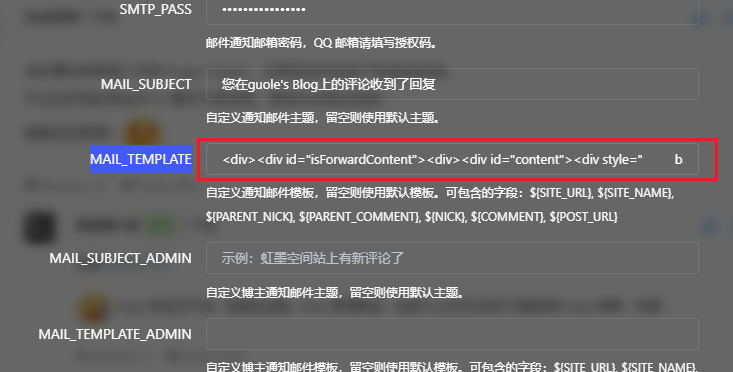 SMTP_PASS
•••••••••••••••
邮件通知邮箱密码，QQ 邮箱请填写授权码。
MAIL_SUBJECT
您在guole's Blog上的评论收到了回复
自定义通知邮件主题，留空则使用默认主题。
MAIL_TEMPLATE
<div><div id="isForwardContent"><div><div id="content"><div style=" b
自定义通知邮件模板，留空则使用默认模板。可包含的字段：${SITE_URL}, ${SITE_NAME},
${PARENT_NICK}, ${PARENT_COMMENT}, ${NICK}, ${COMMENT}, ${POST_URL}
MAIL_SUBJECT_ADMIN
示例：虹墨空间站上有新评论了
自定义博主通知邮件主题，留空则使用默认主题。
MAIL_TEMPLATE_ADMIN
自定义博主通知邮件模板，留空则使用默认模板。可包含的字段：${SITE_URL}, ${SITE_NAME},